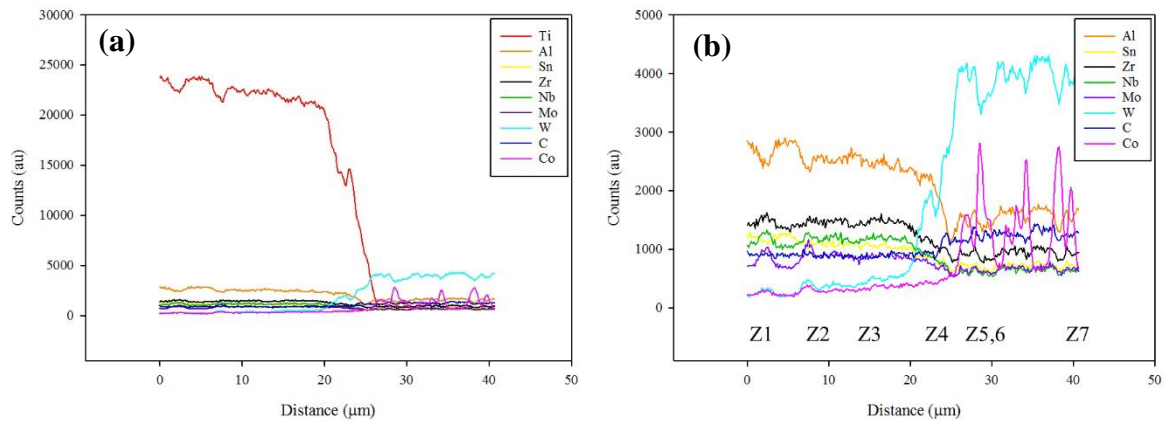 (a)
30000
25000
20000
15000
10000
5000
0
Counts (au)
0 10 20 30 40 50
Distance (μm)
Ti
Al
Sn
Zr
Nb
Mo
W
C
Co
(b)
5000
4000
3000
2000
1000
0
Counts (au)
Z1 Z2 Z3 Z4 Z5,6 Z7
0 10 20 30 40 50
Distance (μm)
Al
Sn
Zr
Nb
Mo
W
C
Co